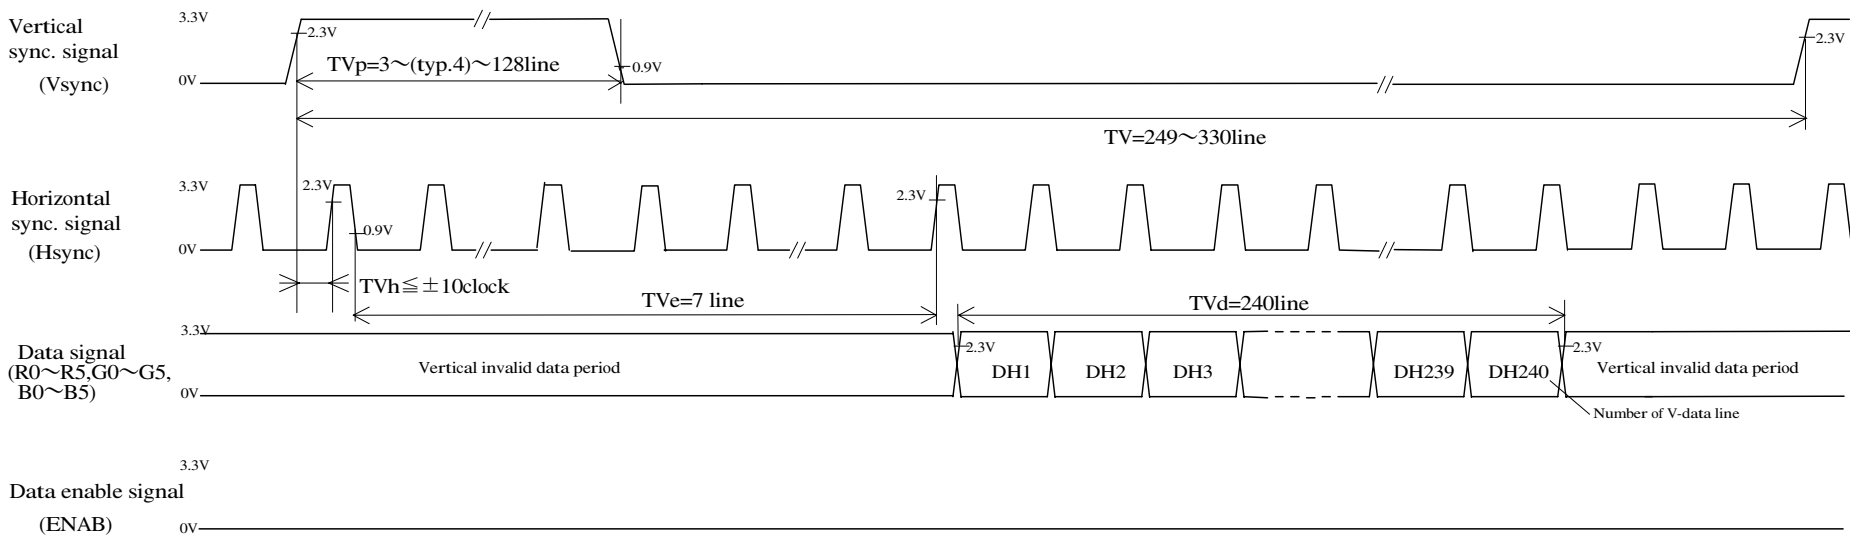 Vertical
sync. signal
(Vsync)
3.3V
0V
2.3V
TVp=3～(typ.4)～128line
0.9V
2.3V
TV=249～330line
Horizontal
sync. signal
(Hsync)
3.3V
0V
2.3V
0.9V
2.3V
TVh≦±10clock
TVe=7 line
TVd=240line
Data signal
(R0～R5,G0～G5,
B0～B5)
3.3V
0V
Vertical invalid data period
2.3V
DH1
DH2
DH3
DH239
DH240
2.3V
Vertical invalid data period
Number of V-data line
Data enable signal
(ENAB)
3.3V
0V